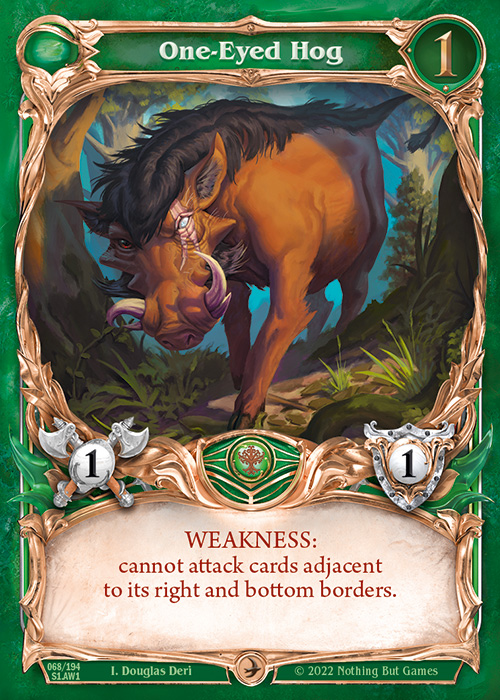 One-Eyed Hog
1
1
1
WEAKNESS:
cannot attack cards adjacent
to its right and bottom borders.
068/194
S1.AW1
I. Douglas Deri
© 2022 Nothing But Games